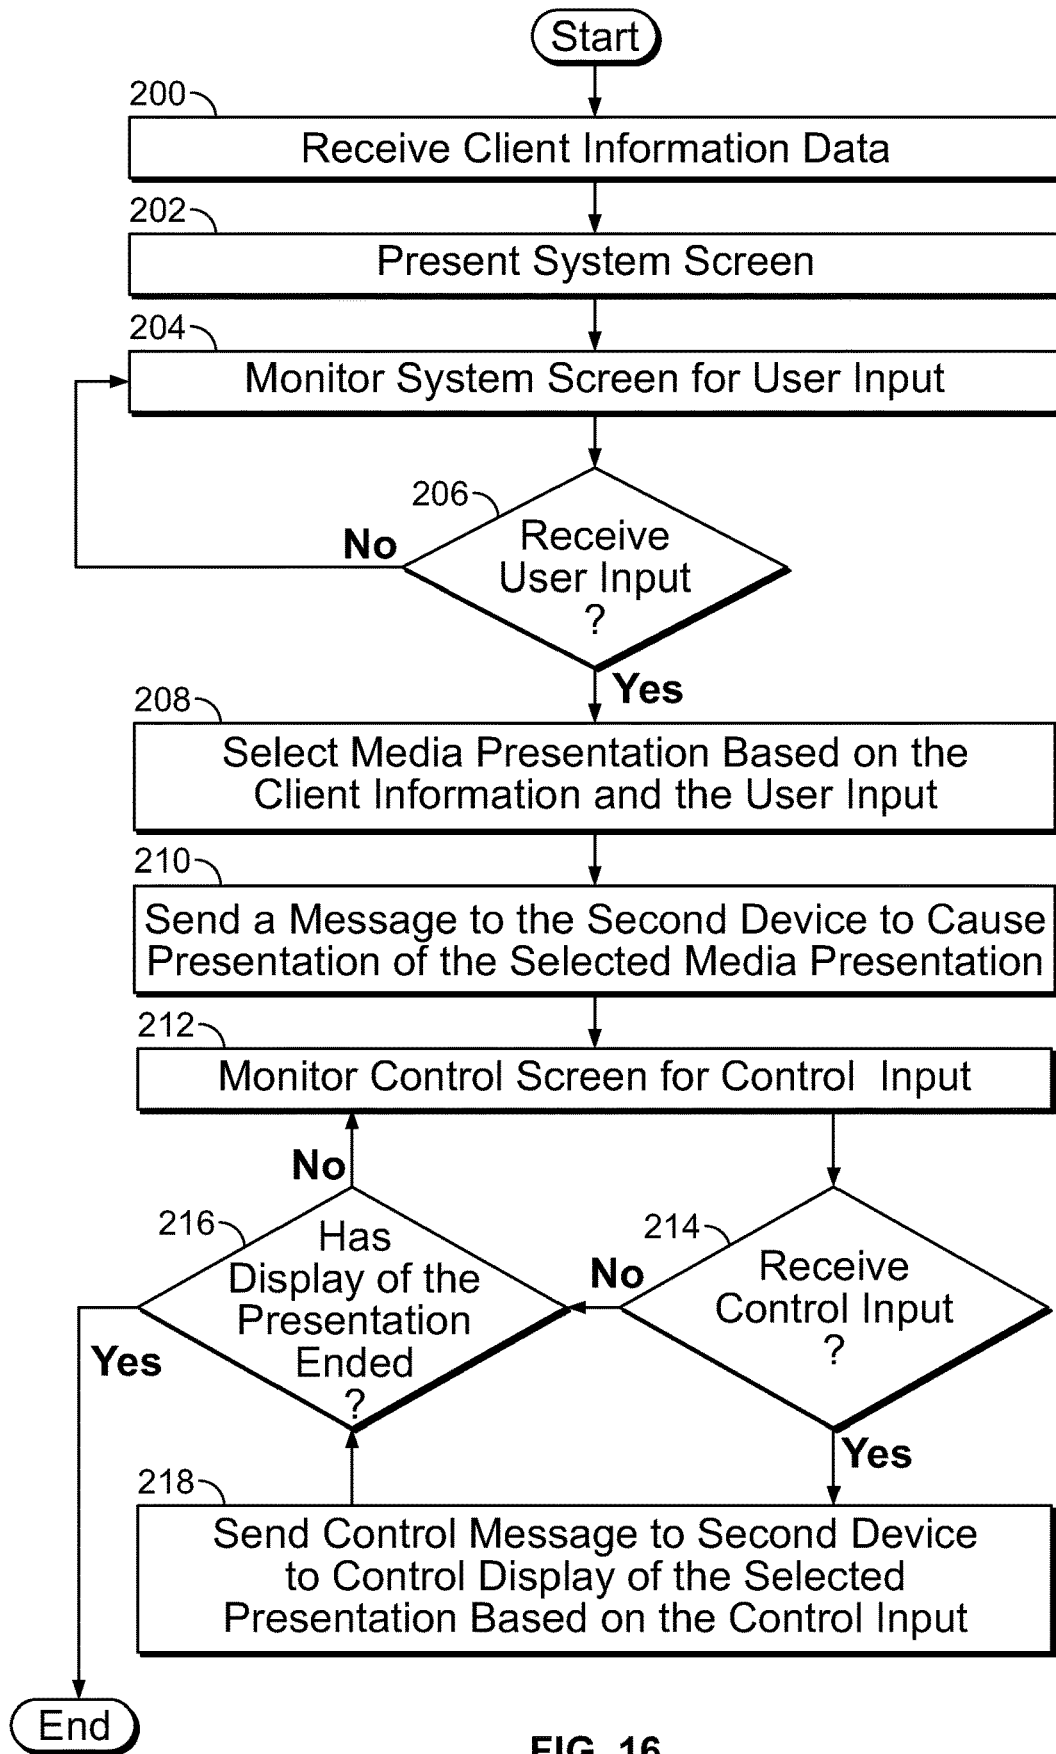 Start
200
Receive Client Information Data
202
Present System Screen
204
Monitor System Screen for User Input
206
Receive
User Input
?
No
Yes
208
Select Media Presentation Based on the
Client Information and the User Input
210
Send a Message to the Second Device to Cause
Presentation of the Selected Media Presentation
212
Monitor Control Screen for Control Input
No
216
Has
Display of the
Presentation
Ended
?
Yes
214
Receive
Control Input
?
No
Yes
218
Send Control Message to Second Device
to Control Display of the Selected
Presentation Based on the Control Input
End
FIG. 16